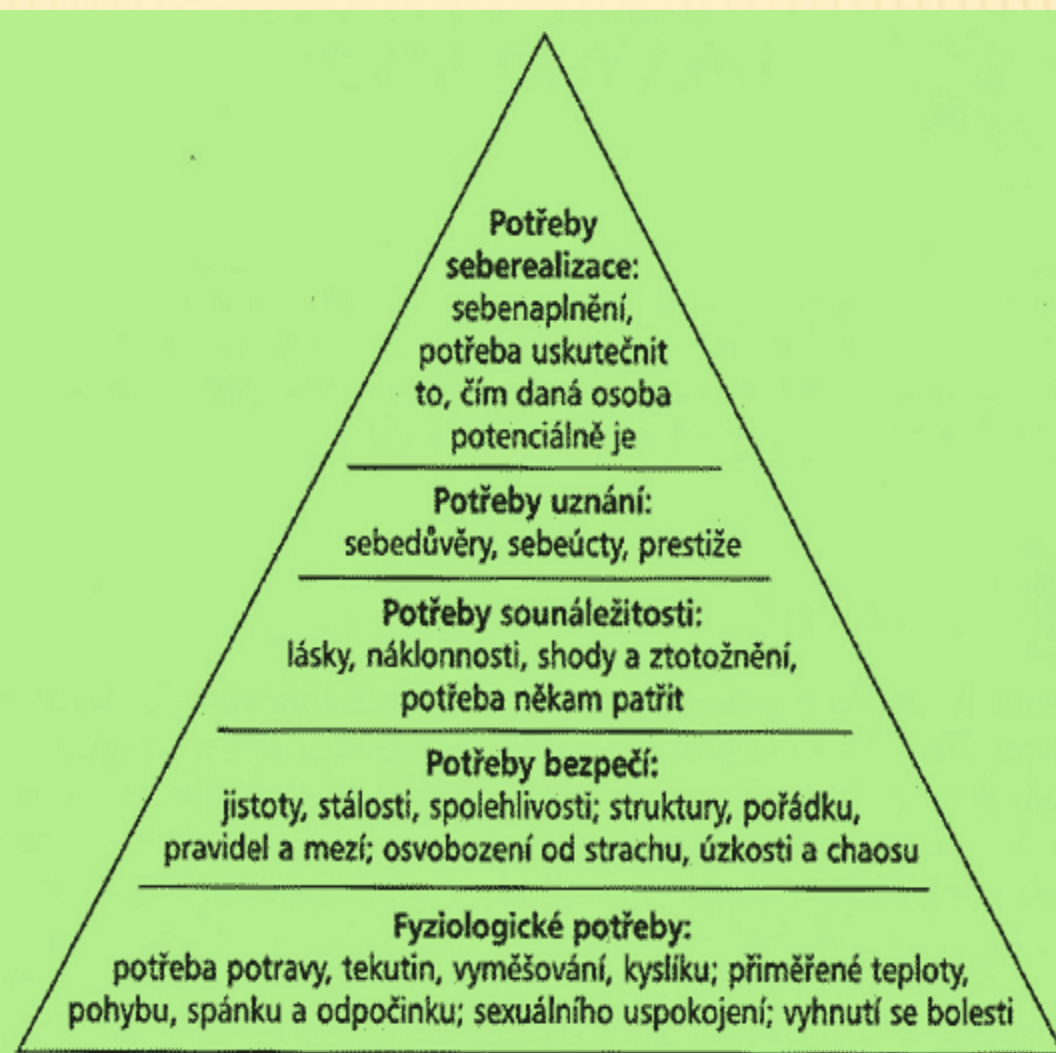 Potřeby
seberealizace:
sebenaplnění,
potřeba uskutečnit
to, čím daná osoba
potenciálně je
Potřeby uznání:
sebedůvěry, sebeúcty, prestiže
Potřeby sounáležitosti:
lásky, náklonnosti, shody a ztotožnění,
potřeba někam patřit
Potřeby bezpečí:
jistoty, stálosti, spolehlivosti; struktury, pořádku,
pravidel a mezí; osvobození od strachu, úzkosti a chaosu
Fyziologické potřeby:
potřeba potravy, tekutin, vyměšování, kyslíku; přiměřené teploty,
pohybu, spánku a odpočinku; sexuálního uspokojení; vyhnutí se bolesti